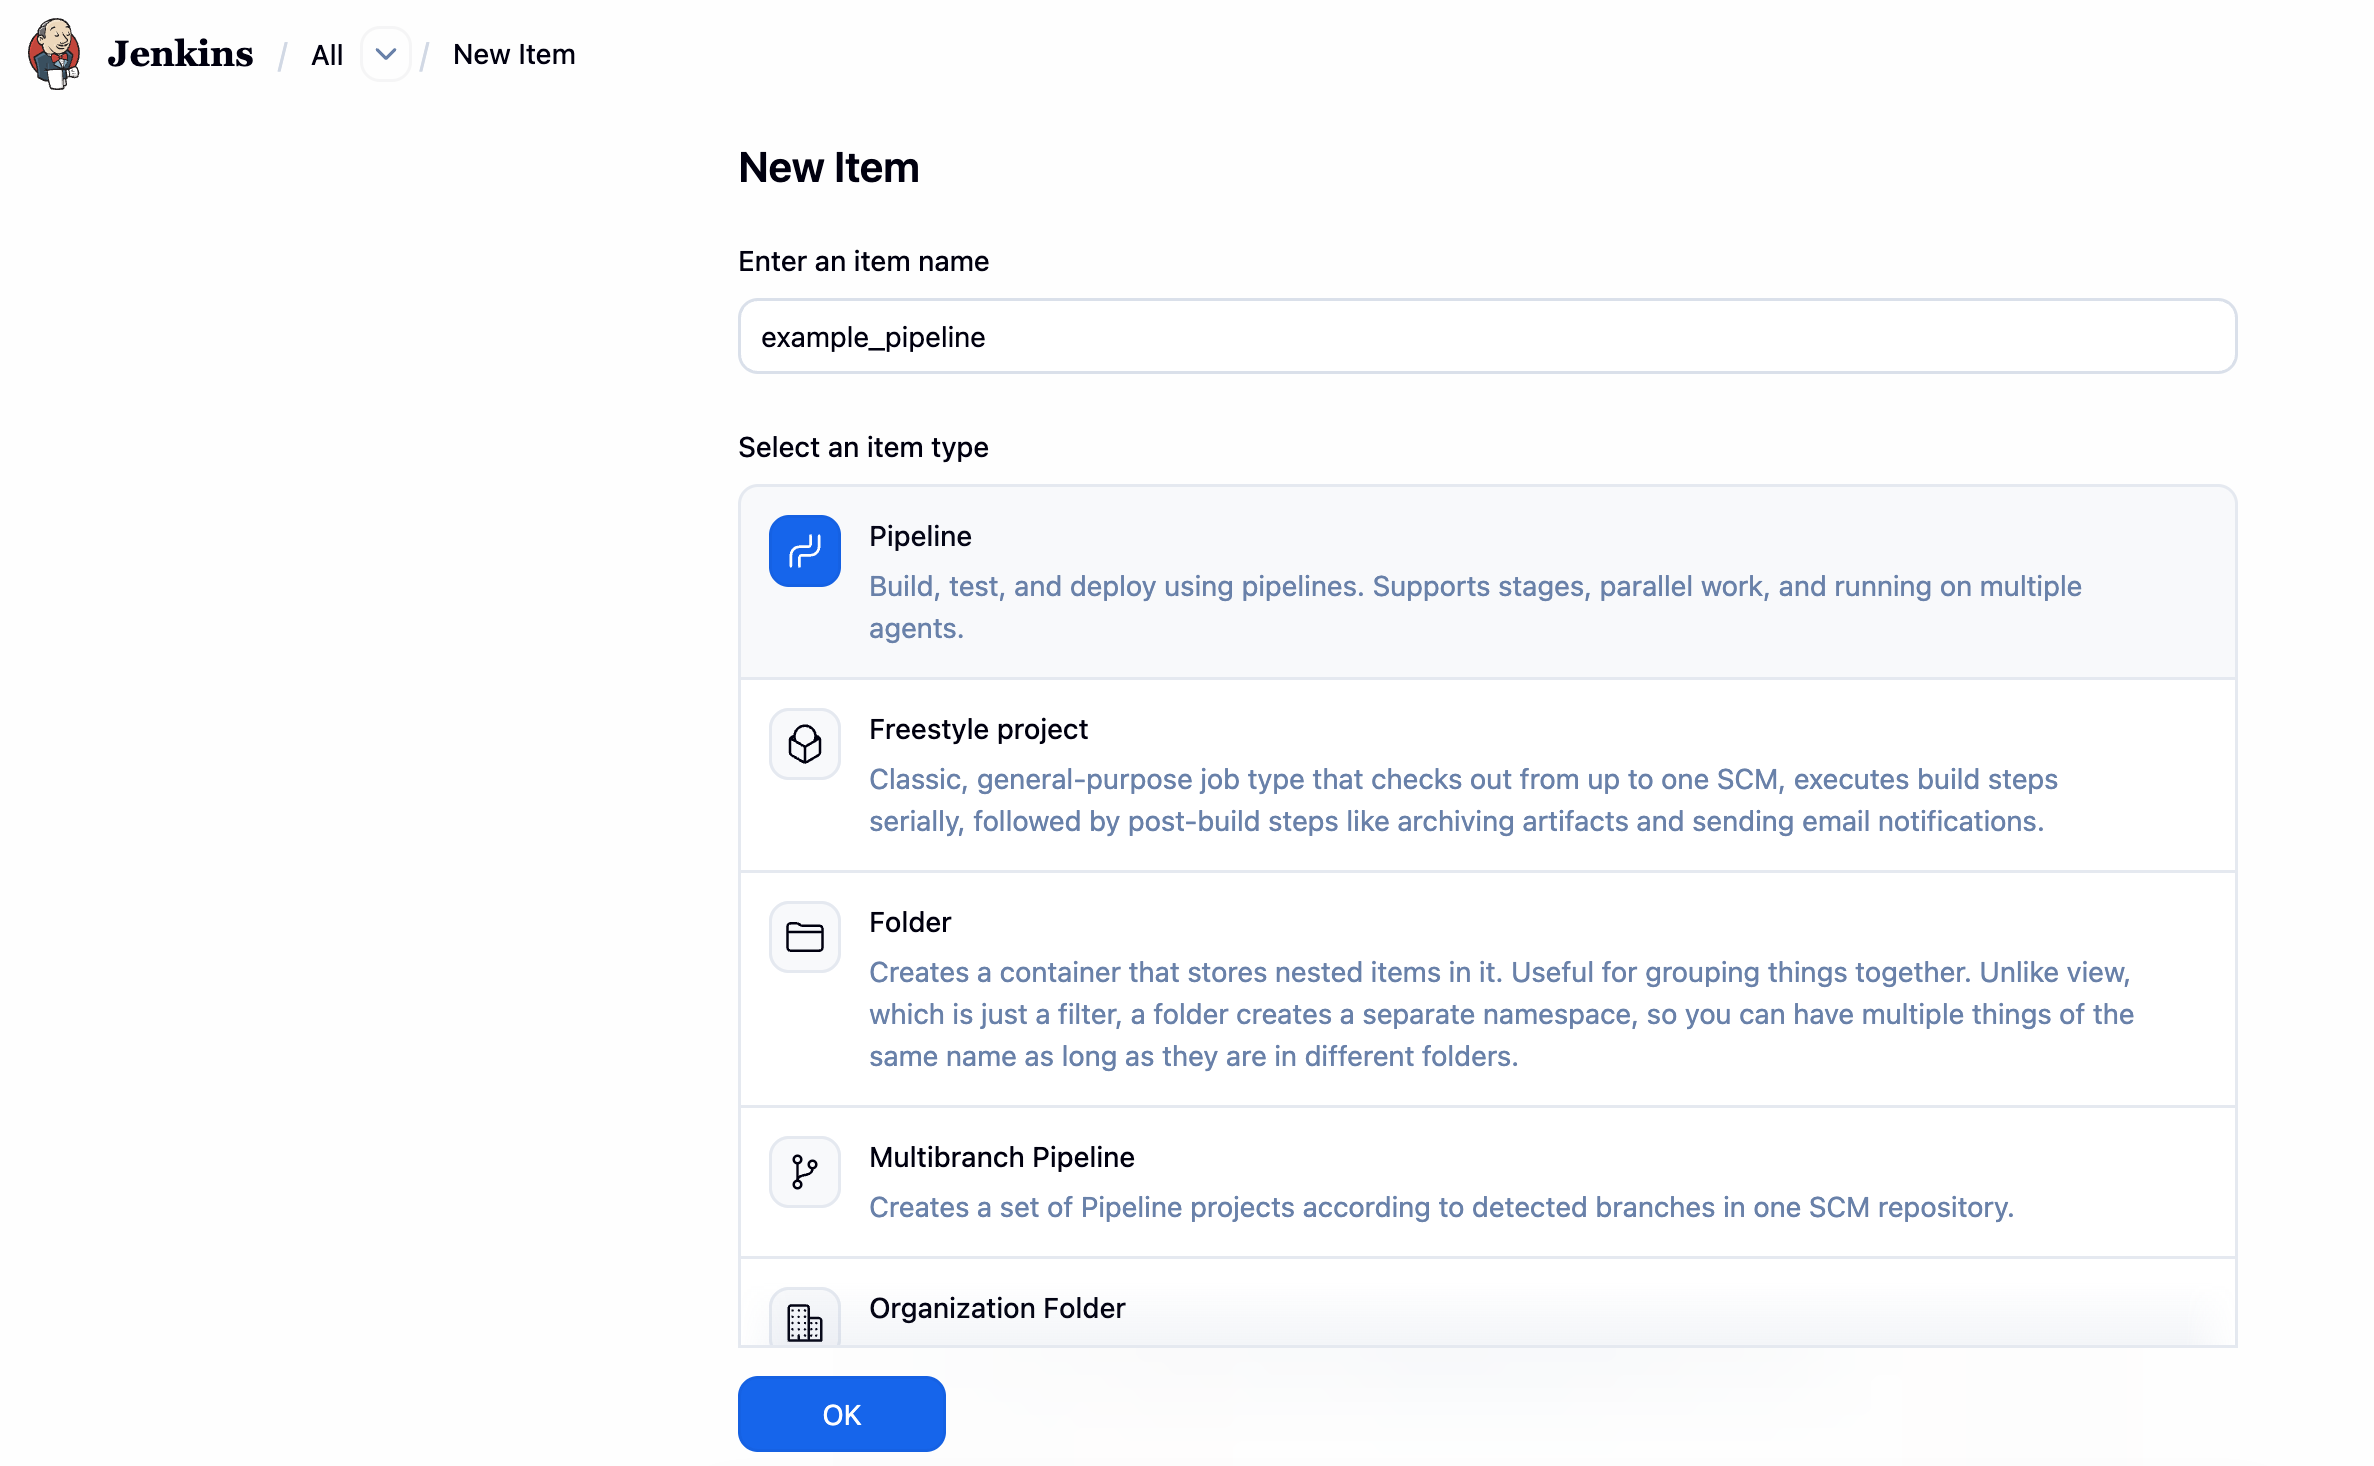 Jenkins / All / New Item
New Item
Enter an item name
example_pipeline
Select an item type
Pipeline
Build, test, and deploy using pipelines. Supports stages, parallel work, and running on multiple
agents.
Freestyle project
Classic, general-purpose job type that checks out from up to one SCM, executes build steps
serially, followed by post-build steps like archiving artifacts and sending email notifications.
Folder
Creates a container that stores nested items in it. Useful for grouping things together. Unlike view,
which is just a filter, a folder creates a separate namespace, so you can have multiple things of the
same name as long as they are in different folders.
Multibranch Pipeline
Creates a set of Pipeline projects according to detected branches in one SCM repository.
Organization Folder
OK